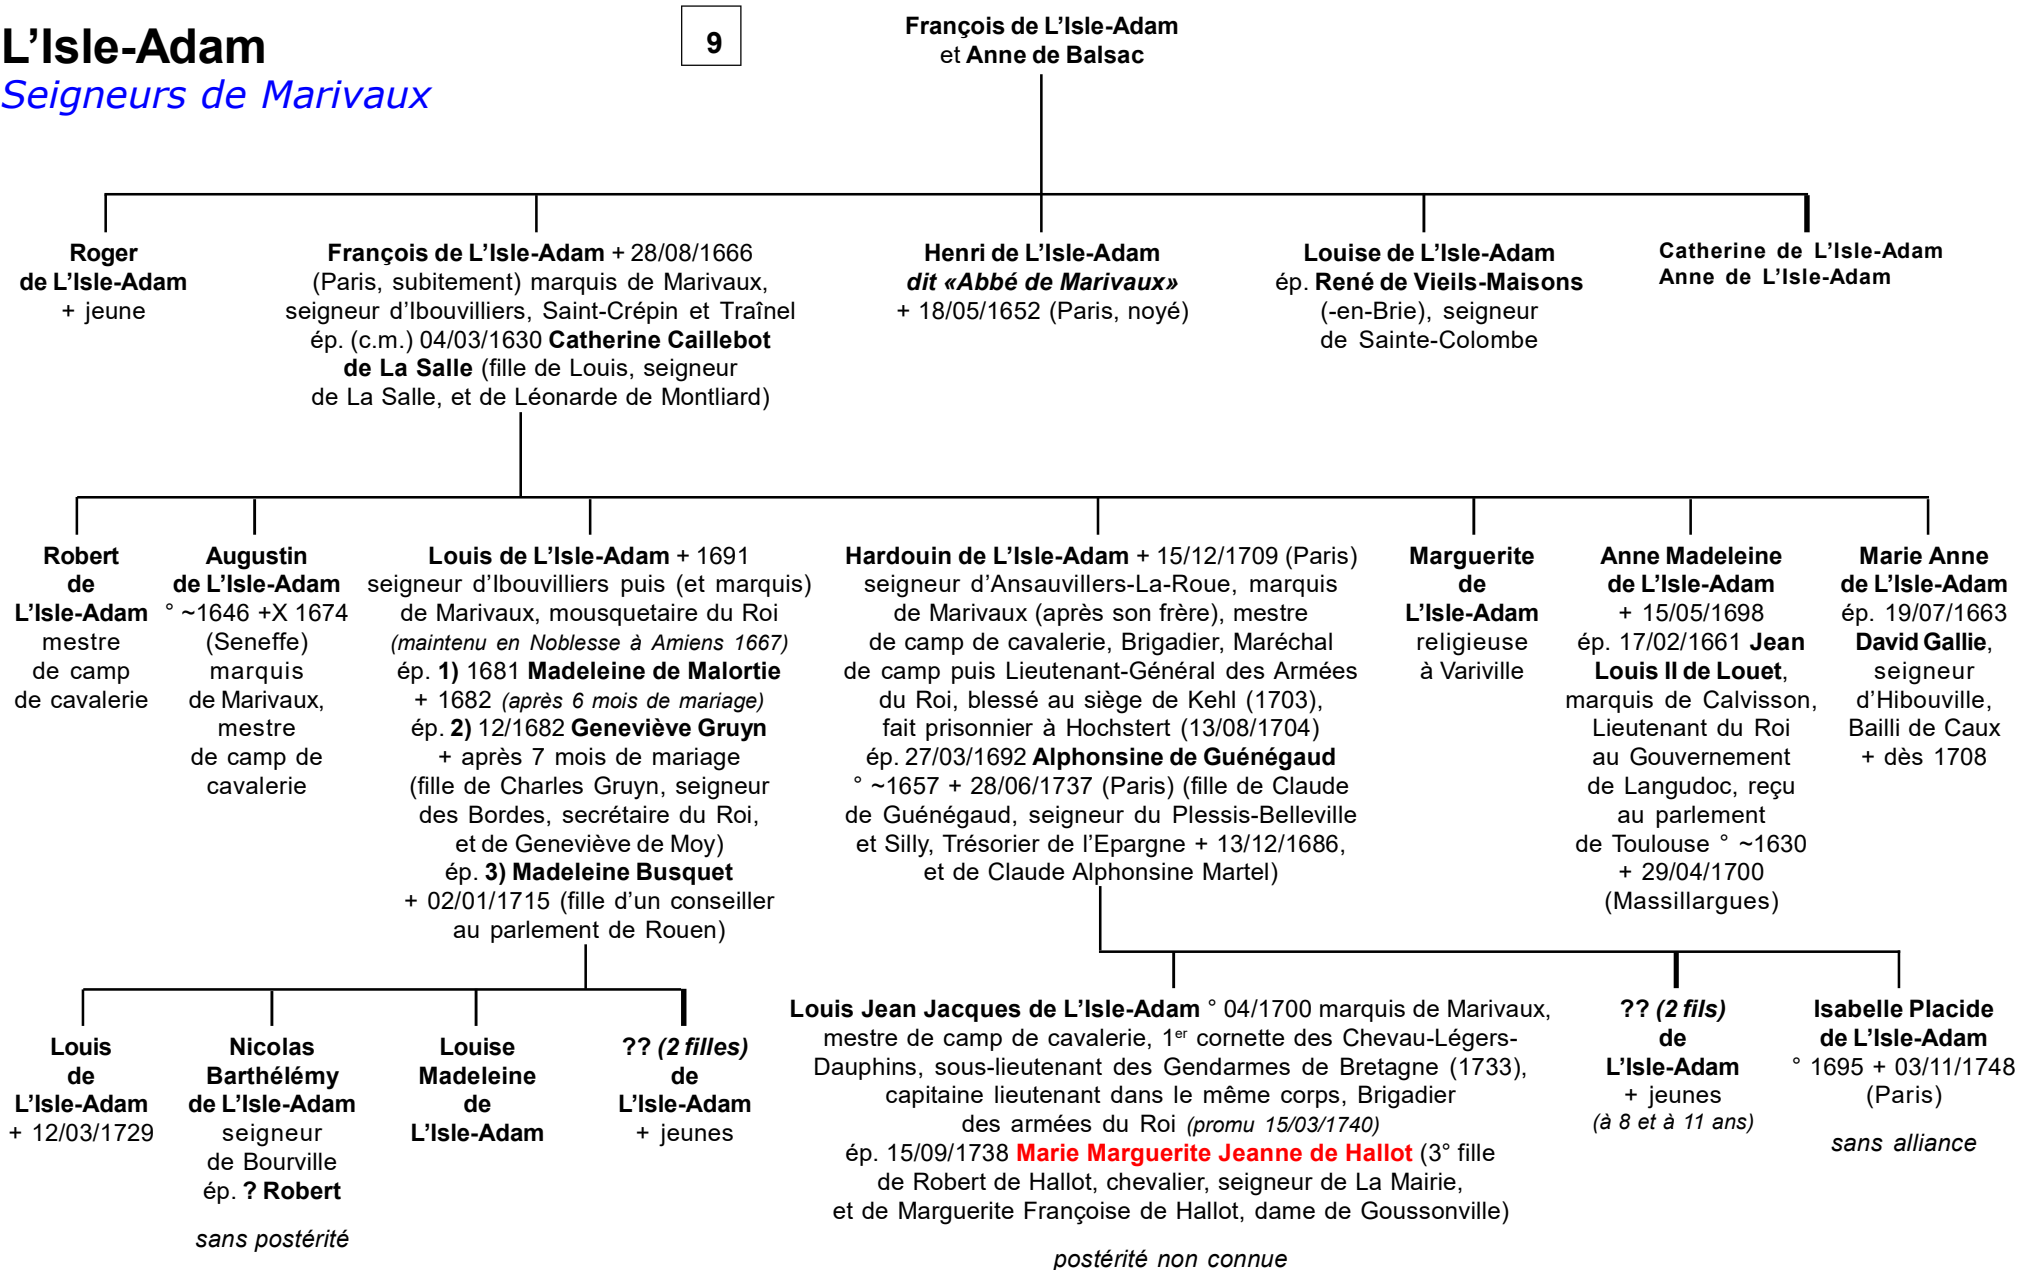 L'Isle-Adam
Seigneurs de Marivaux
9
François de L'Isle-Adam
et Anne de Balsac
Roger
de L'Isle-Adam
+ jeune
François de L'Isle-Adam + 28/08/1666
(Paris, subitement) marquis de Marivaux,
seigneur d'Ibouvilliers, Saint-Crépin et Traînel
ép. (c.m.) 04/03/1630 Catherine Caillebot
de La Salle (fille de Louis, seigneur
de La Salle, et de Léonarde de Montliard)
Henri de L'Isle-Adam
dit «Abbé de Marivaux»
+ 18/05/1652 (Paris, noyé)
Louise de L'Isle-Adam
ép. René de Vieils-Maisons
(-en-Brie), seigneur
de Sainte-Colombe
Catherine de L'Isle-Adam
Anne de L'Isle-Adam
Robert
de
L'Isle-Adam
mestre
de camp
de cavalerie
Augustin
de L'Isle-Adam
° ~1646 +X 1674
(Seneffe)
marquis
de Marivaux,
mestre
de camp de
cavalerie
Louis de L'Isle-Adam + 1691
seigneur d'Ibouvilliers puis (et marquis)
de Marivaux, mousquetaire du Roi
(maintenu en Noblesse à Amiens 1667)
ép. 1) 1681 Madeleine de Malortie
+ 1682 (après 6 mois de mariage)
ép. 2) 12/1682 Geneviève Gruyn
+ après 7 mois de mariage
(fille de Charles Gruyn, seigneur
des Bordes, secrétaire du Roi,
et de Geneviève de Moy)
ép. 3) Madeleine Busquet
+ 02/01/1715 (fille d'un conseiller
au parlement de Rouen)
Hardouin de L'Isle-Adam + 15/12/1709 (Paris)
seigneur d'Ansauvillers-La-Roue, marquis
de Marivaux (après son frère), mestre
de camp de cavalerie, Brigadier, Maréchal
de camp puis Lieutenant-Général des Armées
du Roi, blessé au siège de Kehl (1703),
fait prisonnier à Hochstert (13/08/1704)
ép. 27/03/1692 Alphonsine de Guénégaud
° ~1657 + 28/06/1737 (Paris) (fille de Claude
de Guénégaud, seigneur du Plessis-Belleville
et Silly, Trésorier de l'Epargne + 13/12/1686,
et de Claude Alphonsine Martel)
Marguerite
de
L'Isle-Adam
religieuse
à Variville
Anne Madeleine
de L'Isle-Adam
+ 15/05/1698
ép. 17/02/1661 Jean
Louis II de Louet,
marquis de Calvisson,
Lieutenant du Roi
au Gouvernement
de Langudoc, reçu
au parlement
de Toulouse ° ~1630
+ 29/04/1700
(Massillargues)
Marie Anne
de L'Isle-Adam
ép. 19/07/1663
David Gallie,
seigneur
d'Hibouville,
Bailli de Caux
+ dès 1708
Louis
de
L'Isle-Adam
+ 12/03/1729
Nicolas
Barthélémy
de L'Isle-Adam
seigneur
de Bourville
ép. ? Robert
sans postérité
Louise
Madeleine
de
L'Isle-Adam
?? (2 filles)
de
L'Isle-Adam
+ jeunes
Louis Jean Jacques de L'Isle-Adam ° 04/1700 marquis de Marivaux,
mestre de camp de cavalerie, 1er cornette des Chevau-Légers-
Dauphins, sous-lieutenant des Gendarmes de Bretagne (1733),
capitaine lieutenant dans le même corps, Brigadier
des armées du Roi (promu 15/03/1740)
ép. 15/09/1738 Marie Marguerite Jeanne de Hallot (3° fille
de Robert de Hallot, chevalier, seigneur de La Mairie,
et de Marguerite Françoise de Hallot, dame de Goussonville)
postérité non connue
?? (2 fils)
de
L'Isle-Adam
+ jeunes
(à 8 et à 11 ans)
Isabelle Placide
de L'Isle-Adam
° 1695 + 03/11/1748
(Paris)
sans alliance